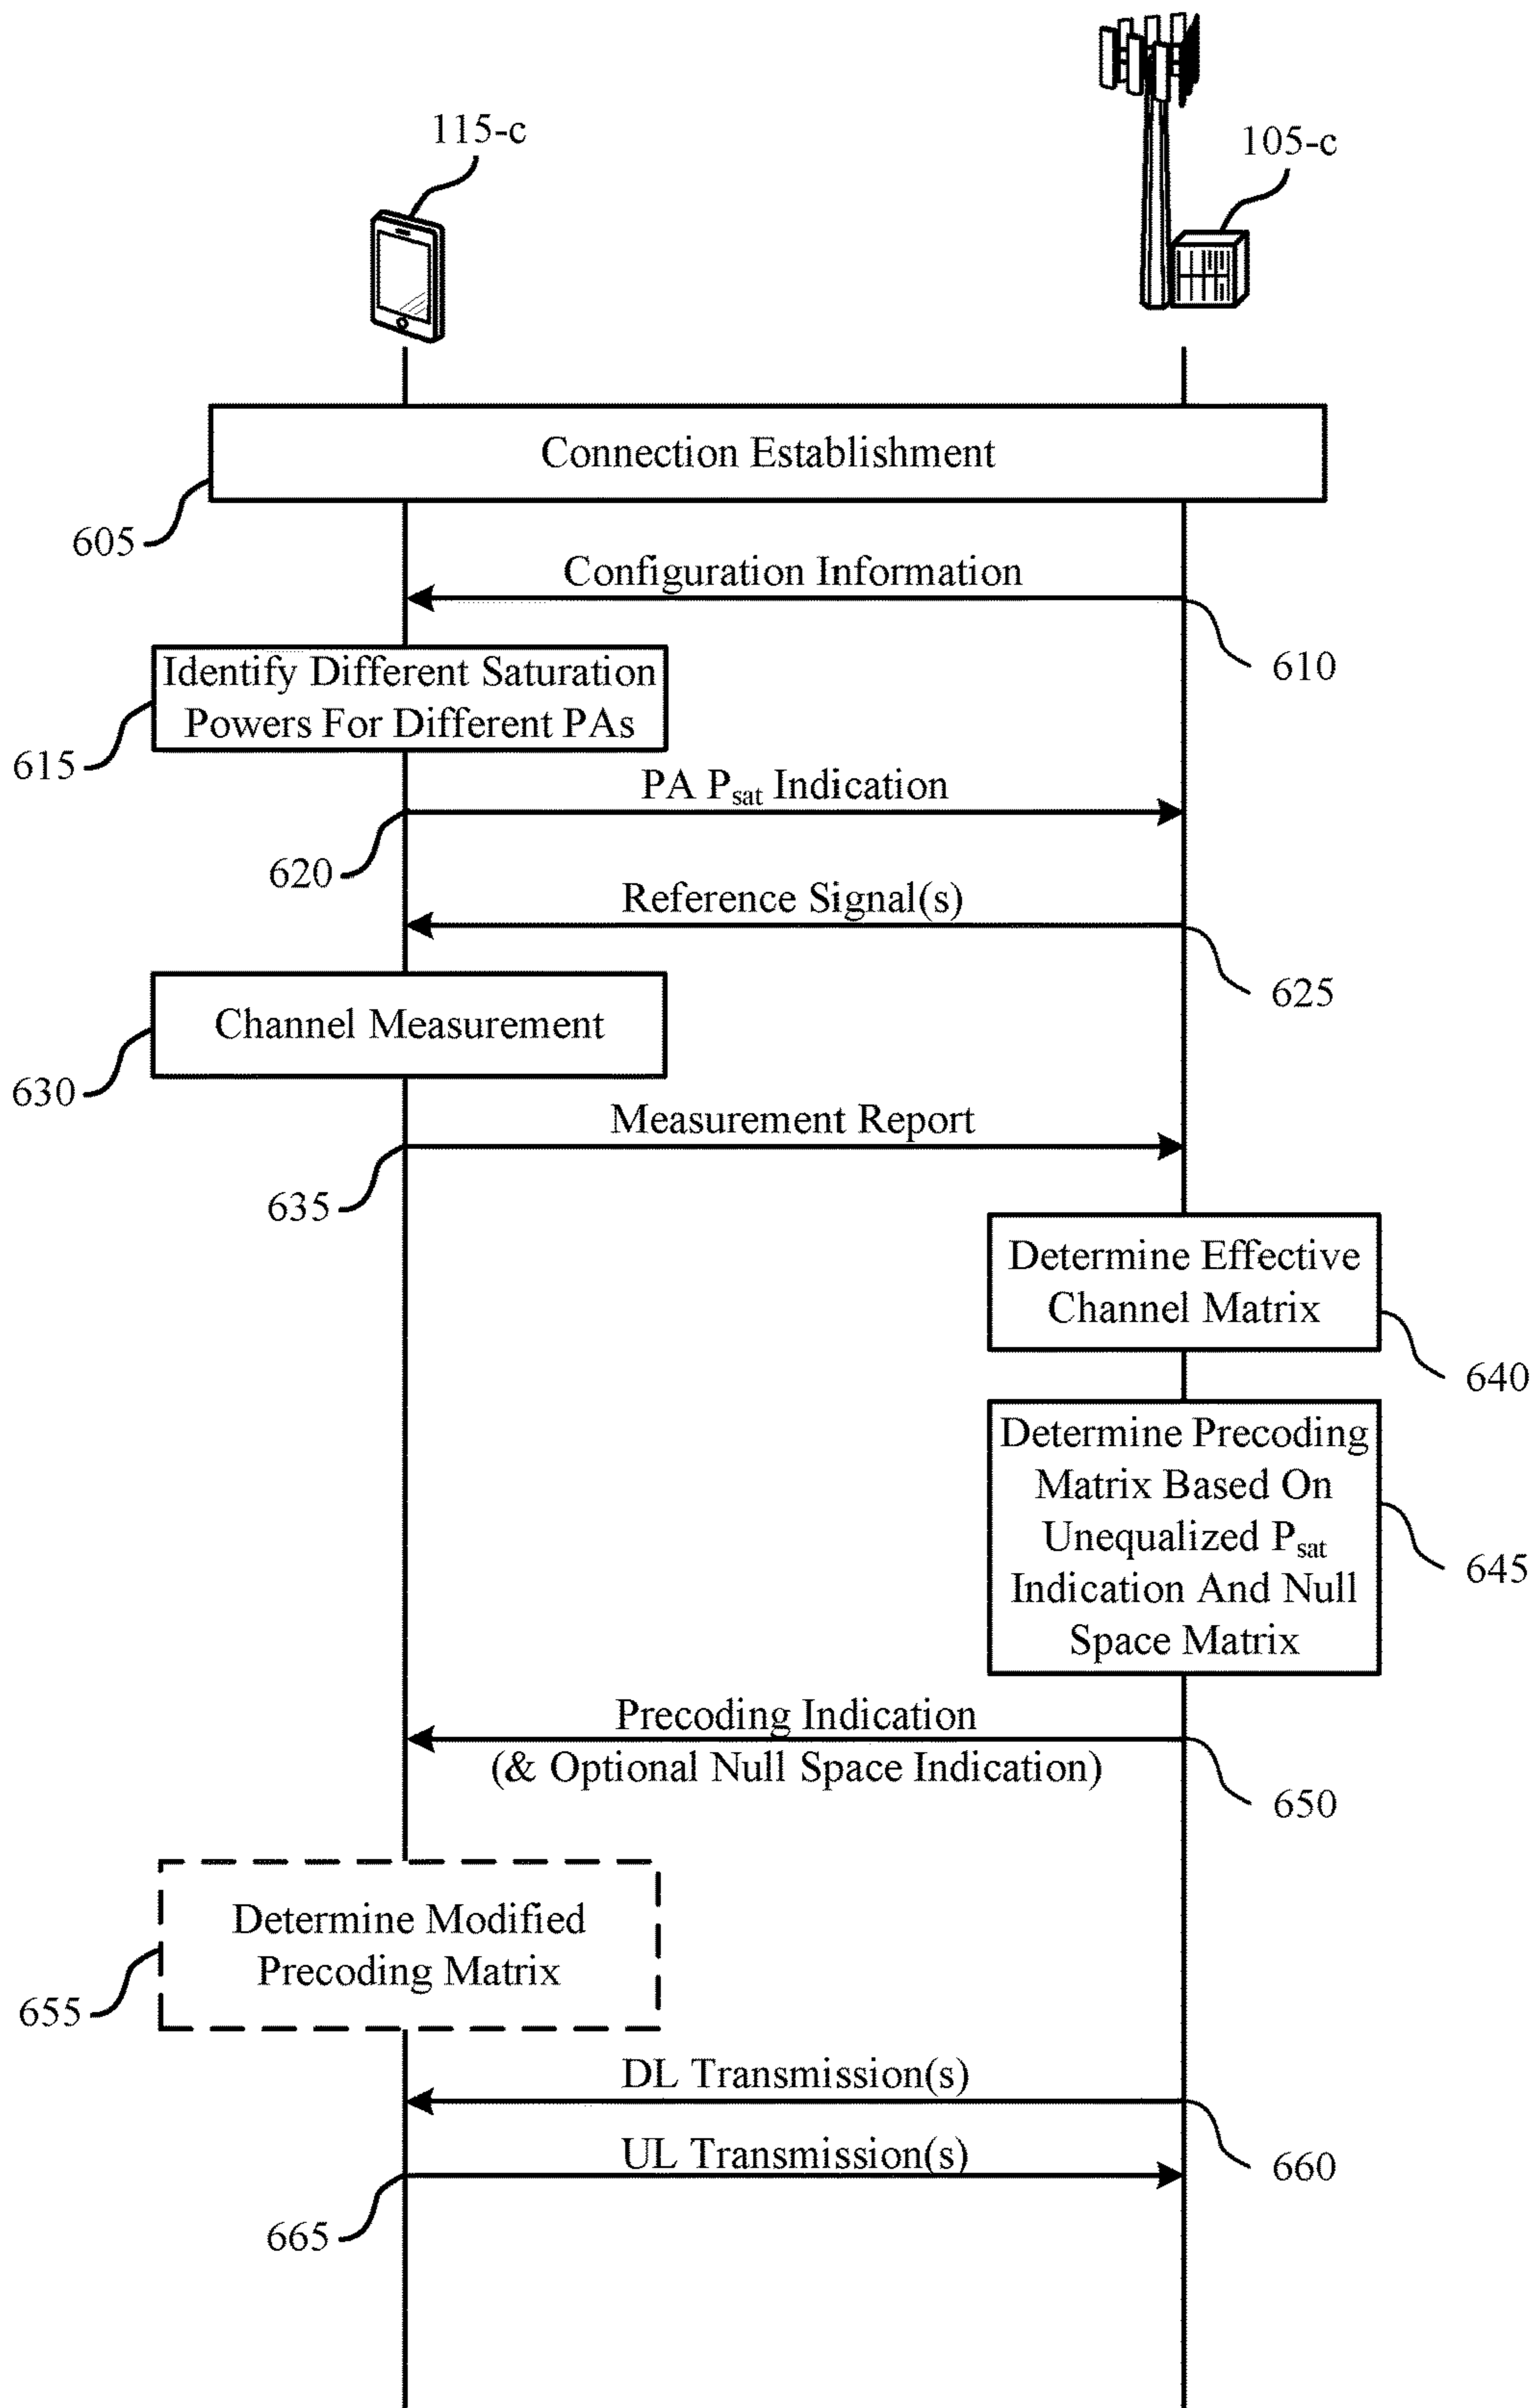 115-c
105-c
Connection Establishment
605
Configuration Information
610
Identify Different Saturation
Powers For Different PAs
615
PA Psat Indication
620
Reference Signal(s)
625
Channel Measurement
630
Measurement Report
635
Determine Effective
Channel Matrix
640
Determine Precoding
Matrix Based On
Unequalized Psat
Indication And Null
Space Matrix
645
Precoding Indication
(& Optional Null Space Indication)
650
Determine Modified
Precoding Matrix
655
DL Transmission(s)
660
UL Transmission(s)
665